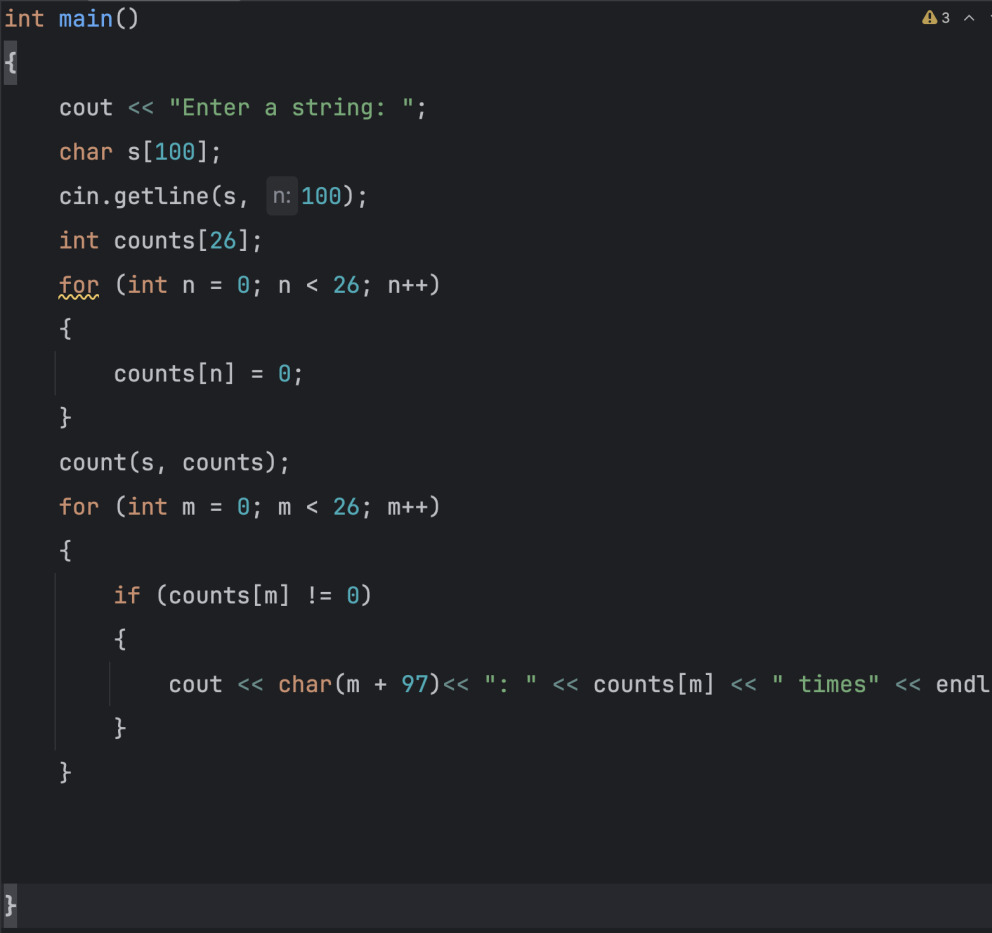 int main()
3
{
    cout << "Enter a string: ";
    char s[100];
    cin.getline(s, n: 100);
    int counts[26];
    for (int n = 0; n < 26; n++)
    {
        counts[n] = 0;
    }
    count(s, counts);
    for (int m = 0; m < 26; m++)
    {
        if (counts[m] != 0)
        {
            cout << char(m + 97)<< ": " << counts[m] << " times" << endl
        }
    }
}